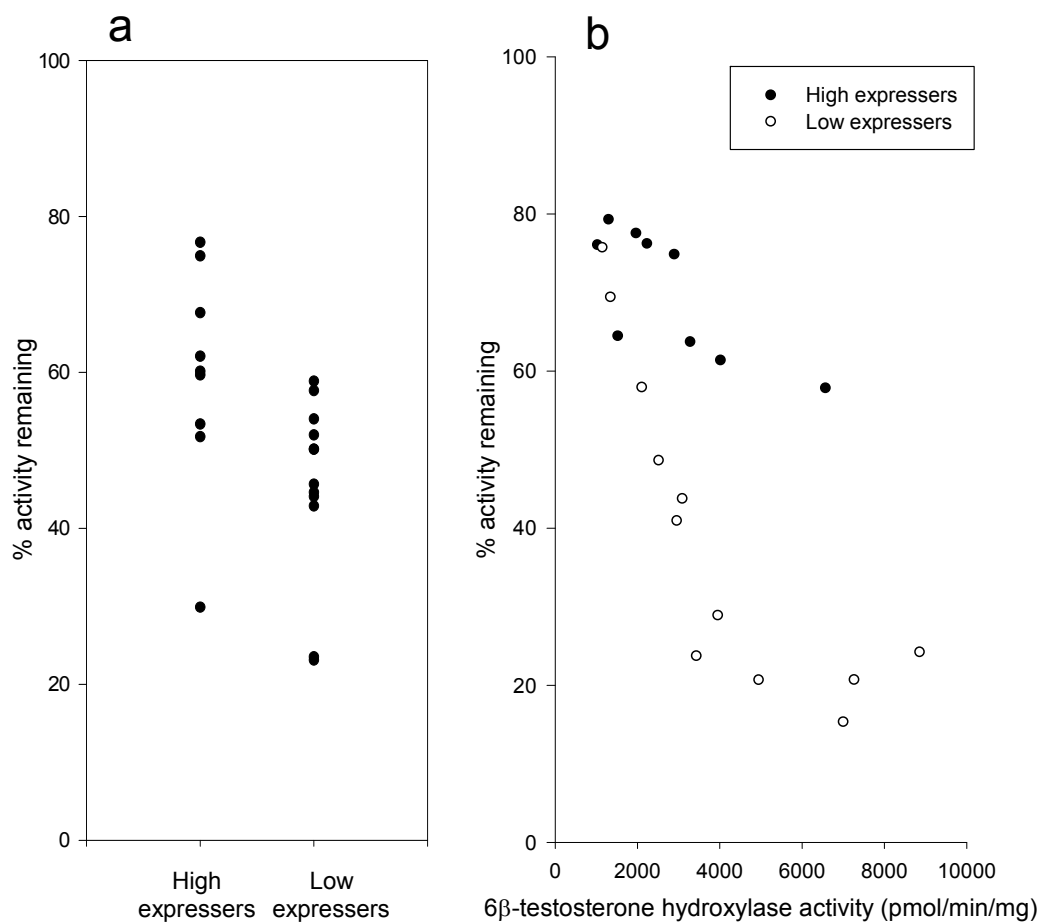 a
100
80
60
40
20
0
% activity remaining
High
expressers
Low
expressers
b
High expressers
Low expressers
100
80
60
40
20
0
% activity remaining
0
2000
4000
6000
8000
10000
6β-testosterone hydroxylase activity (pmol/min/mg)